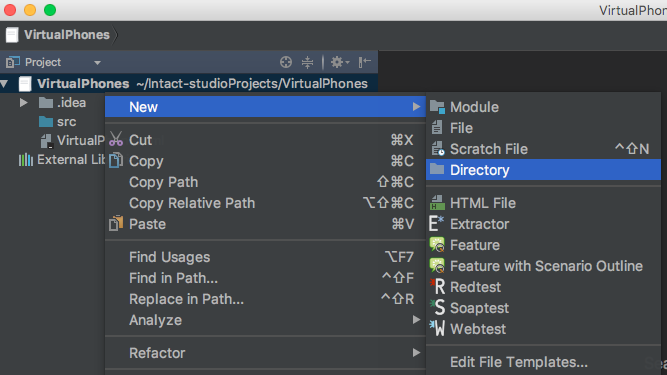 VirtualPhon
VirtualPhones
Project
VirtualPhones ~/Intact-studioProjects/VirtualPhones
.idea
src
VirtualP
External Lib
New
Cut ⌘X
Copy ⌘C
Copy Path ⇧⌘C
Copy Relative Path ⌥⇧⌘C
Paste ⌘V
Find Usages ⌥F7
Find in Path... ^⇧F
Replace in Path... ^⇧R
Analyze
Refactor
Module
File
Scratch File ^⇧N
Directory
HTML File
E* Extractor
Feature
Feature with Scenario Outline
*R Redtest
*S Soaptest
*W Webtest
Edit File Templates...